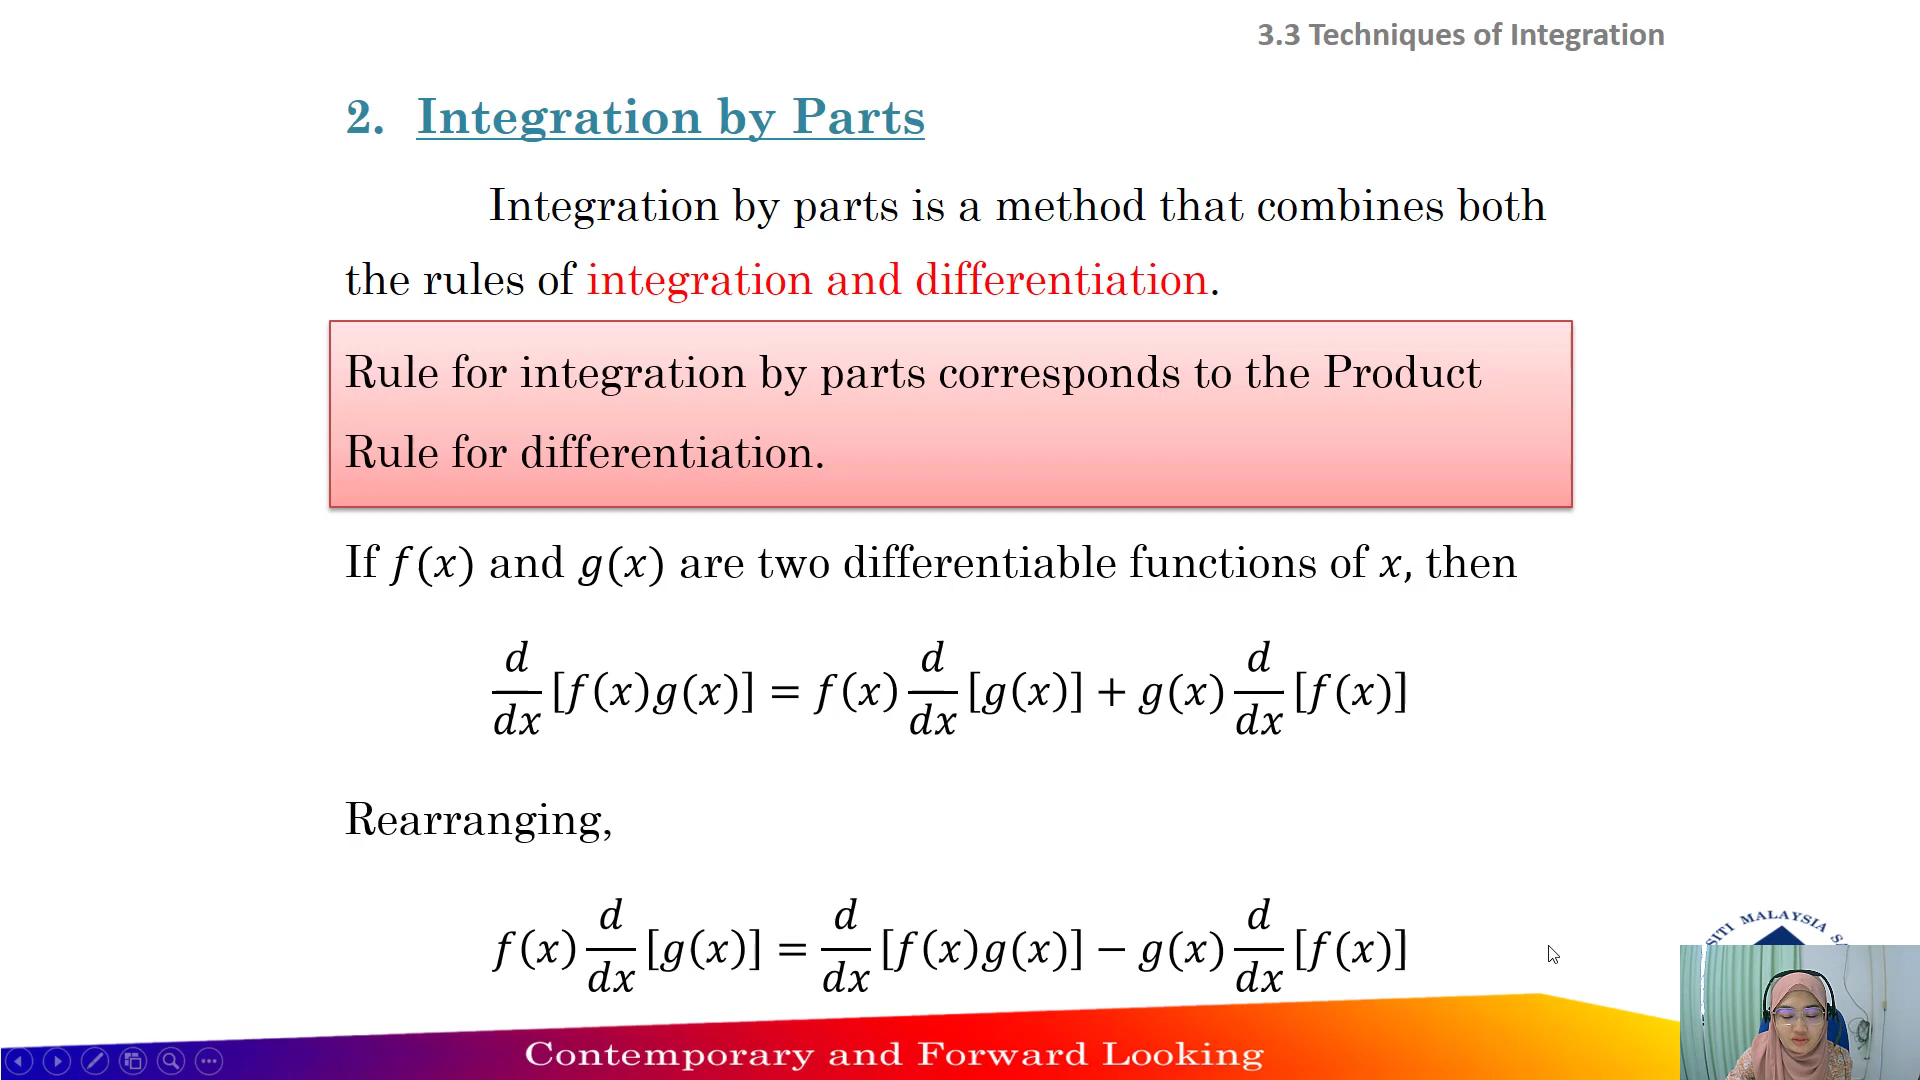 3.3 Techniques of Integration
2. Integration by Parts
Integration by parts is a method that combines both
the rules of integration and differentiation.
Rule for integration by parts corresponds to the Product
Rule for differentiation.
If f(x) and g(x) are two differentiable functions of x, then
d/dx [f(x)g(x)] = f(x) d/dx [g(x)] + g(x) d/dx [f(x)]
Rearranging,
f(x) d/dx [g(x)] = d/dx [f(x)g(x)] − g(x) d/dx [f(x)]
SITI MALAYSIA SA
Contemporary and Forward Looking